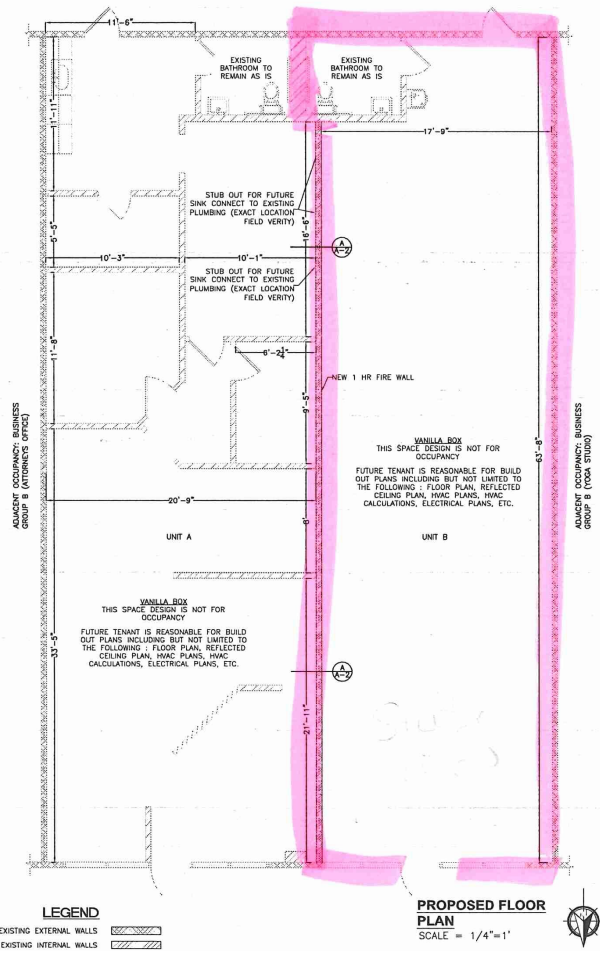 11'-6"
EXISTING
BATHROOM TO
REMAIN AS IS
EXISTING
BATHROOM TO
REMAIN AS IS
11'-11"
17'-9"
STUB OUT FOR FUTURE
SINK CONNECT TO EXISTING
PLUMBING (EXACT LOCATION
FIELD VERITY)
16'-6"
5'-5"
A
A-2
10'-3"
10'-1"
STUB OUT FOR FUTURE
SINK CONNECT TO EXISTING
PLUMBING (EXACT LOCATION
FIELD VERITY)
11'-8"
6'-2¼"
NEW 1 HR FIRE WALL
9'-5"
ADJACENT OCCUPANCY: BUSINESS
GROUP B (ATTORNEYS OFFICE)
VANILLA BOX
THIS SPACE DESIGN IS NOT FOR
OCCUPANCY
FUTURE TENANT IS REASONABLE FOR BUILD
OUT PLANS INCLUDING BUT NOT LIMITED TO
THE FOLLOWING : FLOOR PLAN, REFLECTED
CEILING PLAN, HVAC PLANS, HVAC
CALCULATIONS, ELECTRICAL PLANS, ETC.
63'-8"
ADJACENT OCCUPANCY: BUSINESS
GROUP B (YOGA STUDIO)
20'-9"
8'
UNIT A
UNIT B
VANILLA BOX
THIS SPACE DESIGN IS NOT FOR
OCCUPANCY
FUTURE TENANT IS REASONABLE FOR BUILD
OUT PLANS INCLUDING BUT NOT LIMITED TO
THE FOLLOWING : FLOOR PLAN, REFLECTED
CEILING PLAN, HVAC PLANS, HVAC
CALCULATIONS, ELECTRICAL PLANS, ETC.
33'-5"
A
A-2
21'-11"
LEGEND
EXISTING EXTERNAL WALLS
EXISTING INTERNAL WALLS
PROPOSED FLOOR
PLAN
SCALE = 1/4"=1'